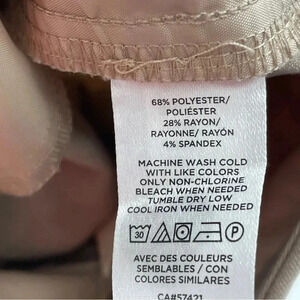 68% POLYESTER/
POLIÉSTER
28% RAYON/
RAYONNE/ RAYÓN
4% SPANDEX
MACHINE WASH COLD
WITH LIKE COLORS
ONLY NON-CHLORINE
BLEACH WHEN NEEDED
TUMBLE DRY LOW
COOL IRON WHEN NEEDED
30 P
AVEC DES COULEURS
SEMBLABLES / CON
COLORES SIMILARES
CA#57421